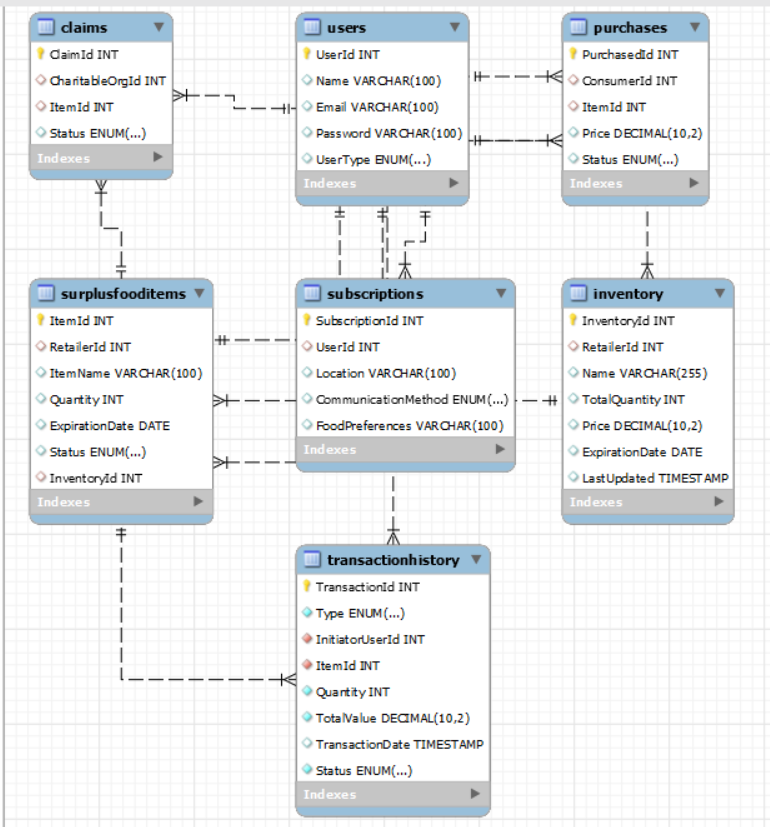 claims
ClaimId INT
CharitableOrgId INT
ItemId INT
Status ENUM(...)
Indexes
users
UserId INT
Name VARCHAR(100)
Email VARCHAR(100)
Password VARCHAR(100)
UserType ENUM(...)
Indexes
purchases
PurchasedId INT
ConsumerId INT
ItemId INT
Price DECIMAL(10,2)
Status ENUM(...)
Indexes
surplusfooditems
ItemId INT
RetailerId INT
ItemName VARCHAR(100)
Quantity INT
ExpirationDate DATE
Status ENUM(...)
InventoryId INT
Indexes
subscriptions
SubscriptionId INT
UserId INT
Location VARCHAR(100)
CommunicationMethod ENUM(...)
FoodPreferences VARCHAR(100)
Indexes
inventory
InventoryId INT
RetailerId INT
Name VARCHAR(255)
TotalQuantity INT
Price DECIMAL(10,2)
ExpirationDate DATE
LastUpdated TIMESTAMP
Indexes
transactionhistory
TransactionId INT
Type ENUM(...)
InitiatorUserId INT
ItemId INT
Quantity INT
TotalValue DECIMAL(10,2)
TransactionDate TIMESTAMP
Status ENUM(...)
Indexes